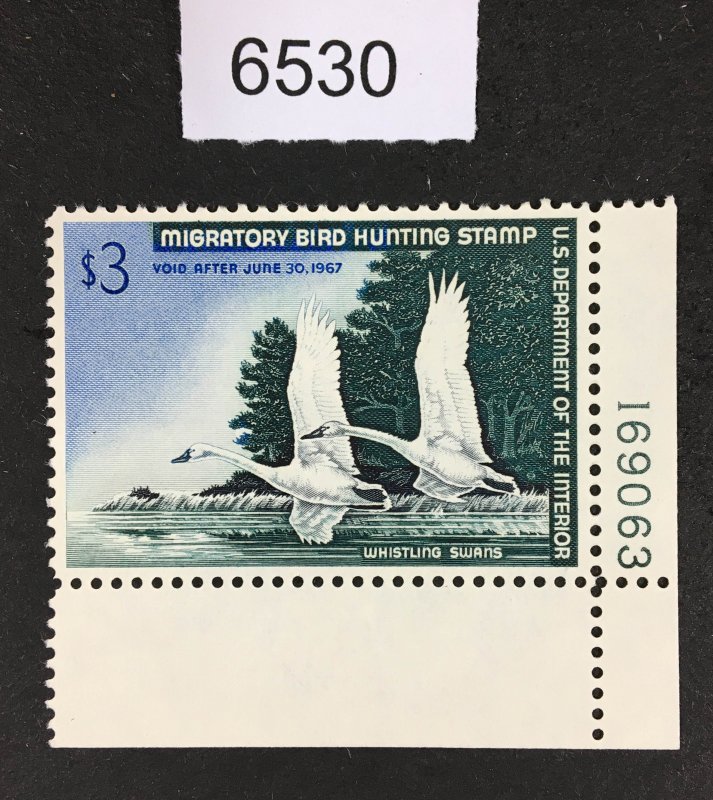 6530
MIGRATORY BIRD HUNTING STAMP
$3
VOID AFTER JUNE 30, 1967
U.S. DEPARTMENT OF THE INTERIOR
WHISTLING SWANS
169063